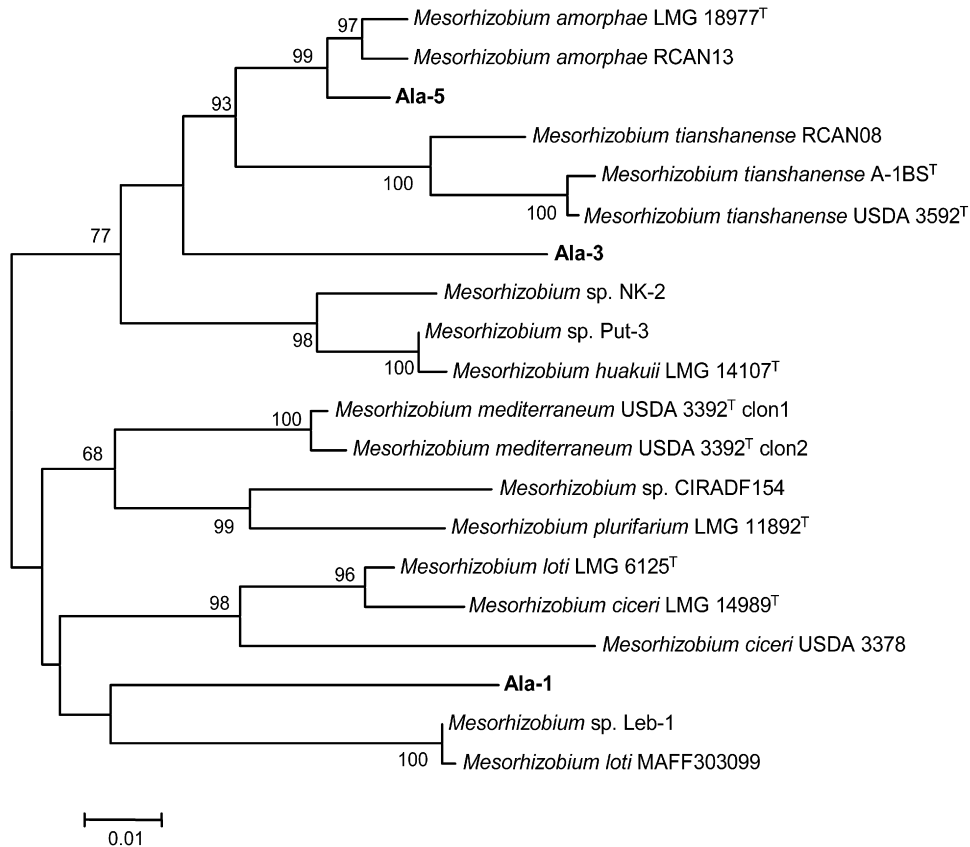 97
Mesorhizobium amorphae LMG 18977ᵀ
99
Mesorhizobium amorphae RCAN13
Ala-5
93
Mesorhizobium tianshanense RCAN08
100
Mesorhizobium tianshanense A-1BSᵀ
100
Mesorhizobium tianshanense USDA 3592ᵀ
77
Ala-3
Mesorhizobium sp. NK-2
98
Mesorhizobium sp. Put-3
100
Mesorhizobium huakuii LMG 14107ᵀ
Mesorhizobium mediterraneum USDA 3392ᵀ clon1
100
Mesorhizobium mediterraneum USDA 3392ᵀ clon2
68
Mesorhizobium sp. CIRADF154
99
Mesorhizobium plurifarium LMG 11892ᵀ
Mesorhizobium loti LMG 6125ᵀ
96
Mesorhizobium ciceri LMG 14989ᵀ
98
Mesorhizobium ciceri USDA 3378
Ala-1
Mesorhizobium sp. Leb-1
100
Mesorhizobium loti MAFF303099
0.01